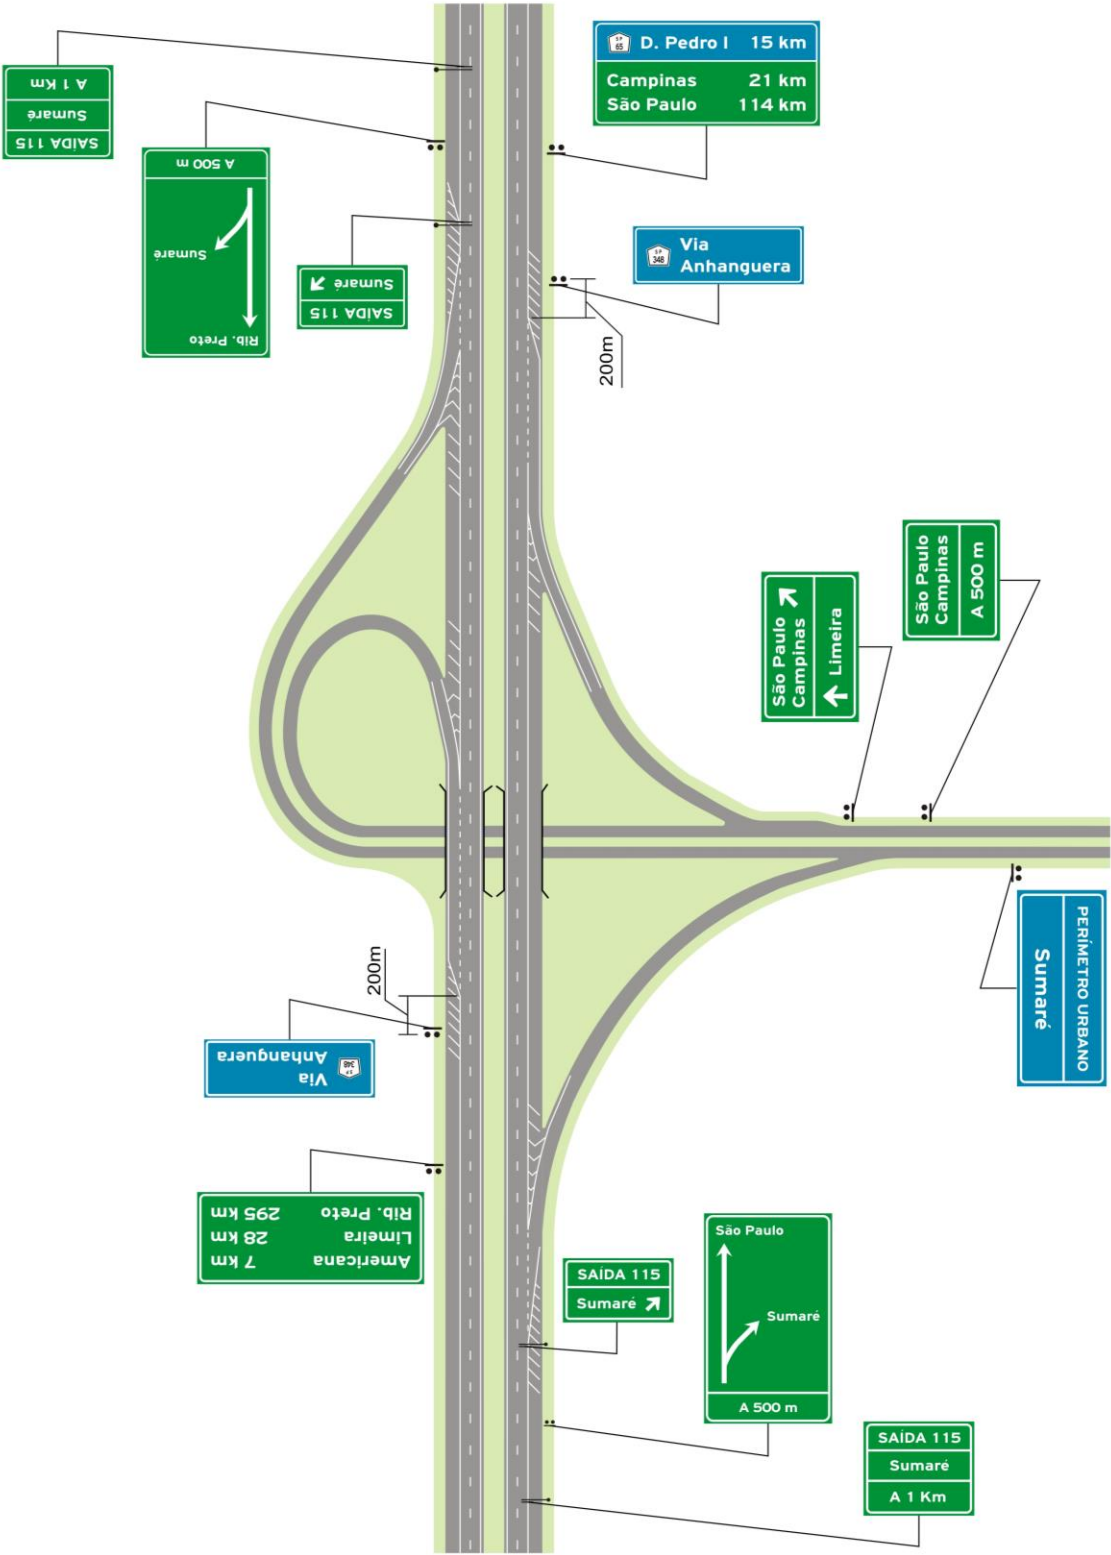 SP
65
D. Pedro I 15 km
Campinas 21 km
São Paulo 114 km
SAÍDA 115
Sumaré
A 1 Km
Rib. Preto
Sumaré
A 500 m
SAÍDA 115
Sumaré
SP
348
Via
Anhanguera
200m
São Paulo
Campinas
A 500 m
São Paulo
Campinas
Limeira
PERÍMETRO URBANO
Sumaré
200m
Via
Anhanguera
SP
348
Americana 7 km
Limeira 28 km
Rib. Preto 295 km
São Paulo
Sumaré
A 500 m
SAÍDA 115
Sumaré
SAÍDA 115
Sumaré
A 1 Km